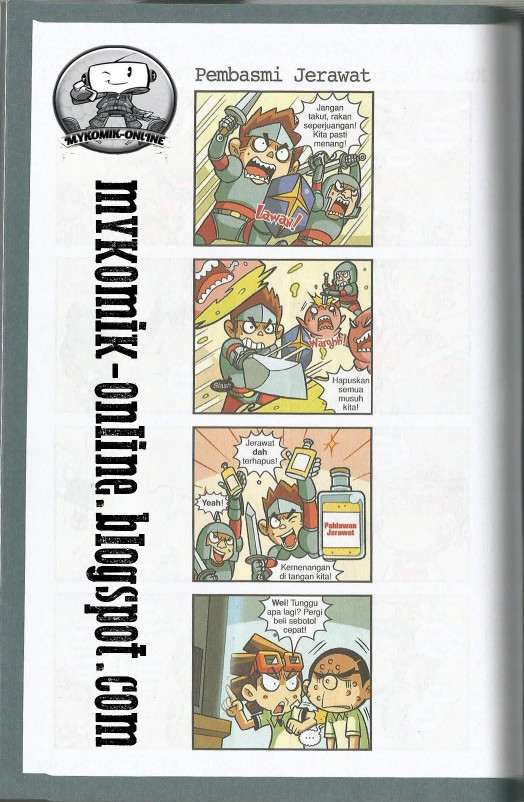 MYKOMIK-ONLINE
mykomik-online.blogspot.com
Pembasmi Jerawat
Jangan
takut, rakan
seperjuangan!
Kita pasti
menang!
Lawan!
Warghh!
Slash
Hapuskan
semua
musuh
kita!
Jerawat
dah
terhapus!
Yeah!
Pahlawan
Jerawat
Kemenangan
di tangan kita!
Wei! Tunggu
apa lagi? Pergi
beli sebotol
cepat!
...